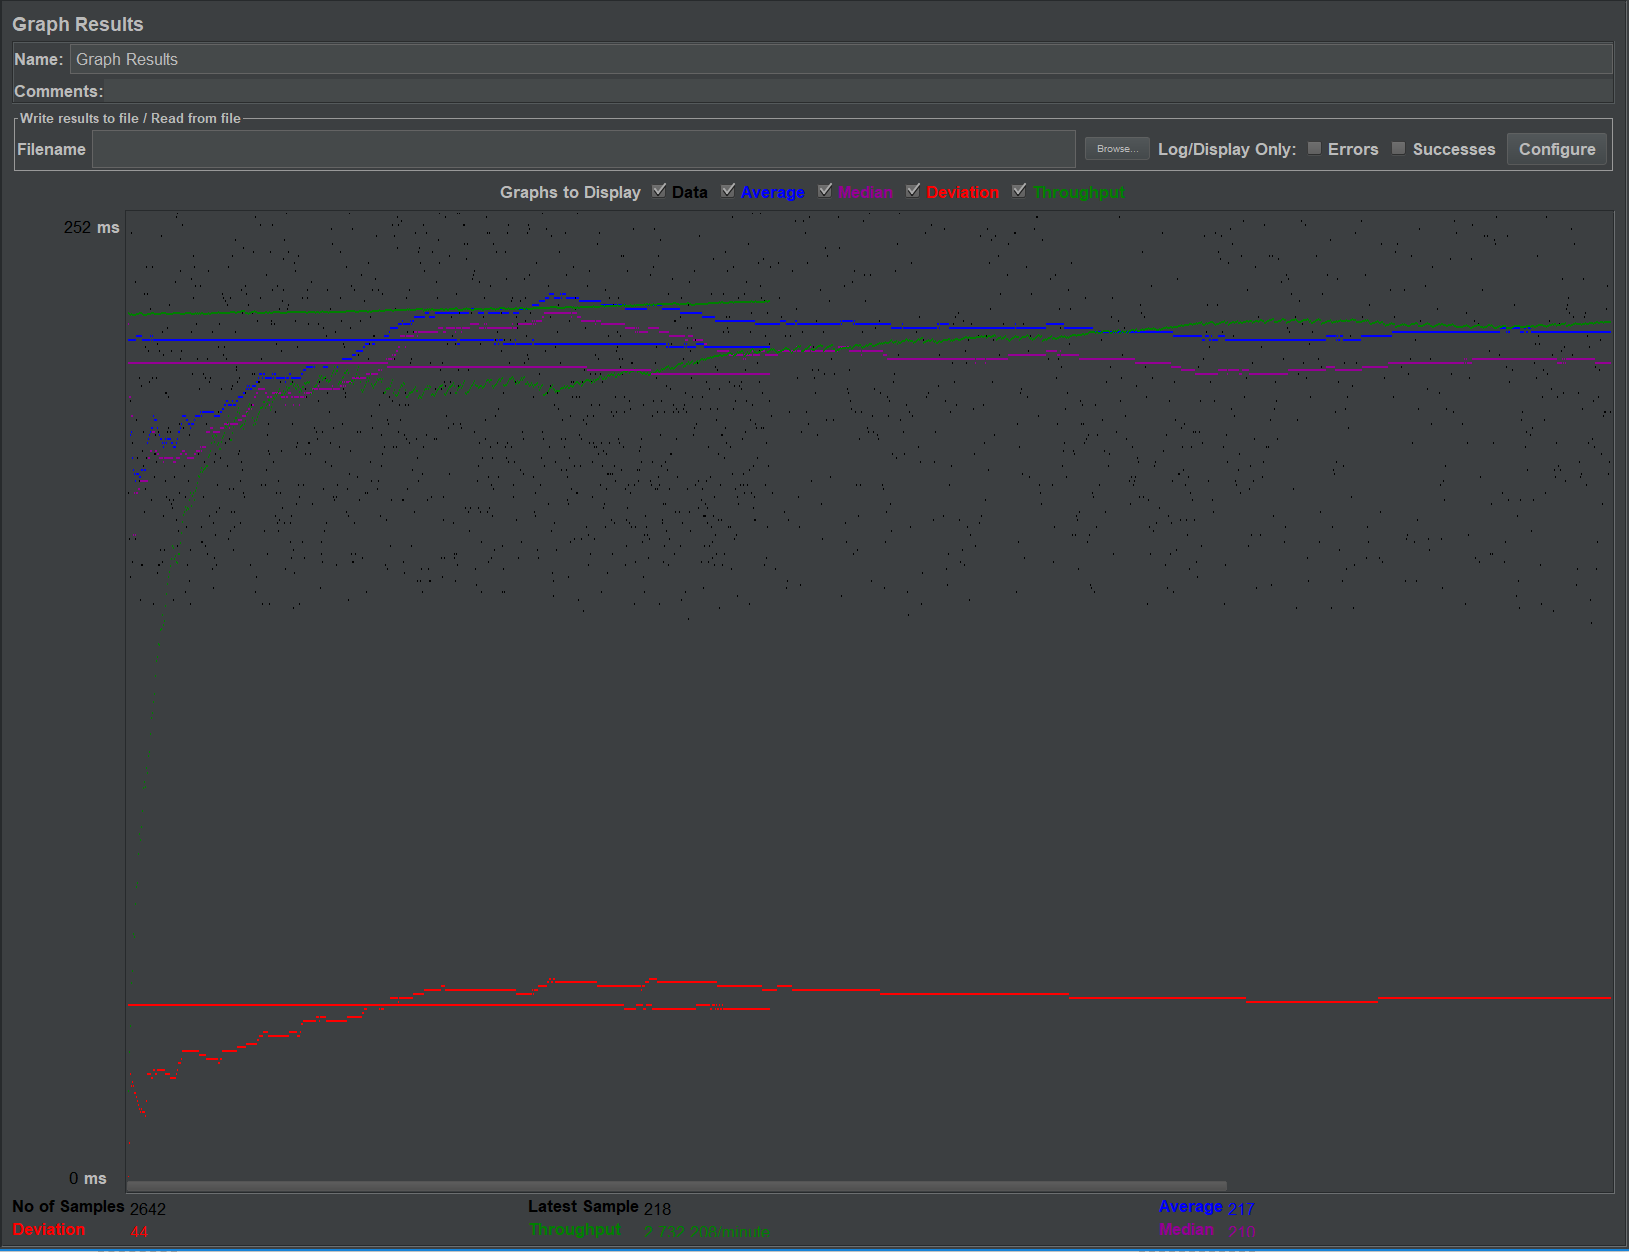 Graph Results
Name: Graph Results
Comments:
Write results to file / Read from file
Filename Browse... Log/Display Only: Errors Successes Configure
Graphs to Display Data Average Median Deviation Throughput
252 ms
0 ms
No of Samples 2642 Latest Sample 218 Average 217
Deviation 44 Throughput 2,732.208/minute Median 210